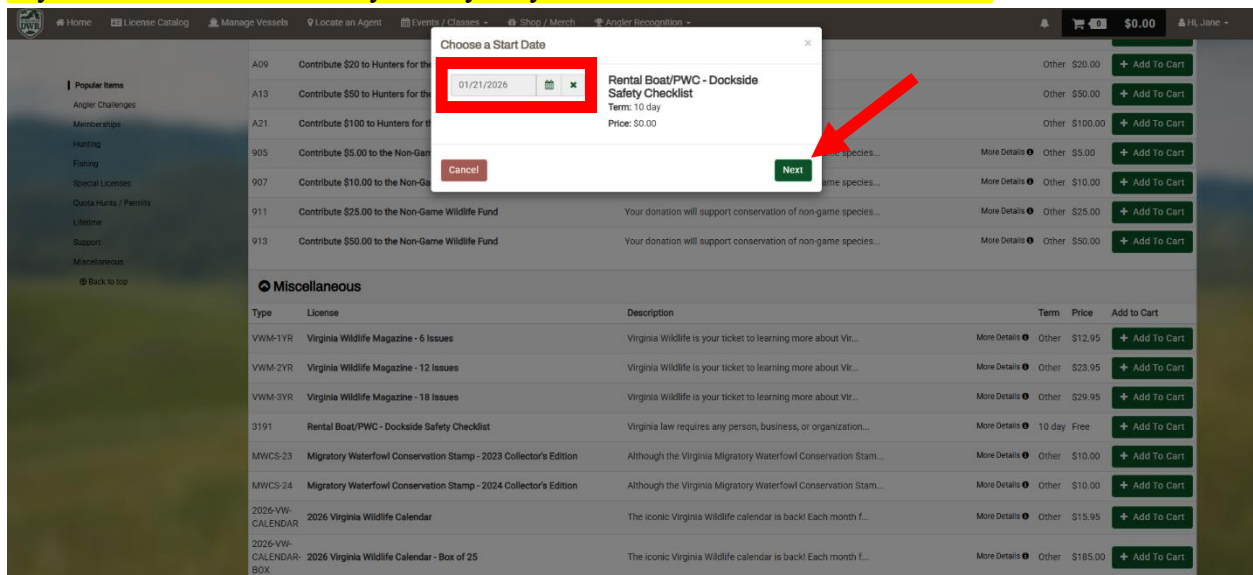 DWR Home License Catalog Manage Vessels Locate an Agent Events / Classes Shop / Merch Angler Recognition 0 $0.00 Hi, Jane
Choose a Start Date ×
01/21/2026
Rental Boat/PWC - Dockside
Safety Checklist
Term: 10 day
Price: $0.00
Cancel Next
Popular Items
Angler Challenges
Memberships
Hunting
Fishing
Special Licenses
Quota Hunts / Permits
Lifetime
Support
Miscellaneous
Back to top
A09 Contribute $20 to Hunters for the Other $20.00 + Add To Cart
A13 Contribute $50 to Hunters for the Other $50.00 + Add To Cart
A21 Contribute $100 to Hunters for th Other $100.00 + Add To Cart
905 Contribute $5.00 to the Non-Gam species... More Details Other $5.00 + Add To Cart
907 Contribute $10.00 to the Non-Ga ame species... More Details Other $10.00 + Add To Cart
911 Contribute $25.00 to the Non-Game Wildlife Fund Your donation will support conservation of non-game species... More Details Other $25.00 + Add To Cart
913 Contribute $50.00 to the Non-Game Wildlife Fund Your donation will support conservation of non-game species... More Details Other $50.00 + Add To Cart
Miscellaneous
Type License Description Term Price Add to Cart
VWM-1YR Virginia Wildlife Magazine - 6 Issues Virginia Wildlife is your ticket to learning more about Vir... More Details Other $12.95 + Add To Cart
VWM-2YR Virginia Wildlife Magazine - 12 Issues Virginia Wildlife is your ticket to learning more about Vir... More Details Other $23.95 + Add To Cart
VWM-3YR Virginia Wildlife Magazine - 18 Issues Virginia Wildlife is your ticket to learning more about Vir... More Details Other $29.95 + Add To Cart
3191 Rental Boat/PWC - Dockside Safety Checklist Virginia law requires any person, business, or organization... More Details 10 day Free + Add To Cart
MWCS-23 Migratory Waterfowl Conservation Stamp - 2023 Collector's Edition Although the Virginia Migratory Waterfowl Conservation Stam... More Details Other $10.00 + Add To Cart
MWCS-24 Migratory Waterfowl Conservation Stamp - 2024 Collector's Edition Although the Virginia Migratory Waterfowl Conservation Stam... More Details Other $10.00 + Add To Cart
2026-VW-
CALENDAR 2026 Virginia Wildlife Calendar The iconic Virginia Wildlife calendar is back! Each month f... More Details Other $15.95 + Add To Cart
2026-VW-
CALENDAR- 2026 Virginia Wildlife Calendar - Box of 25 The iconic Virginia Wildlife calendar is back! Each month f... More Details Other $185.00 + Add To Cart
BOX